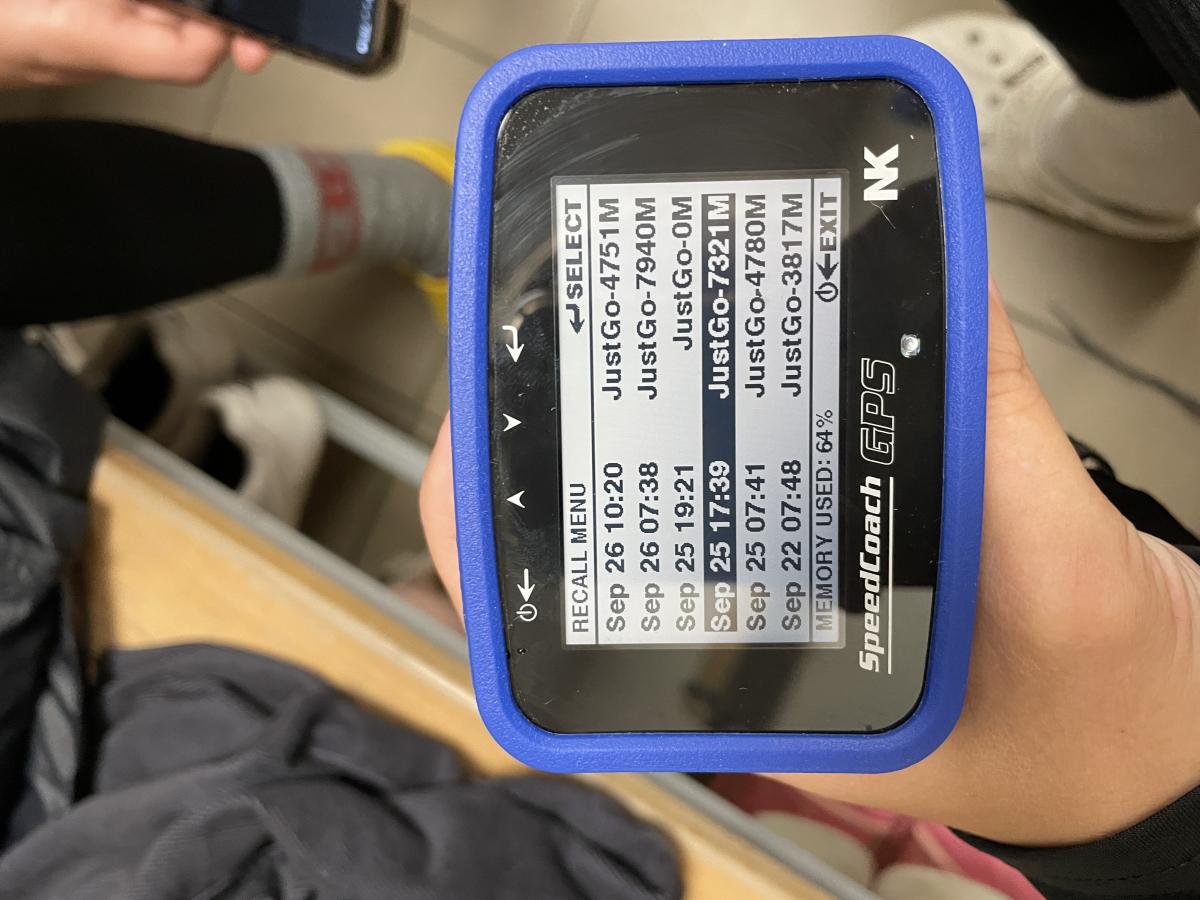 RECALL MENU ↵SELECT
Sep 26 10:20 JustGo-4751M
Sep 26 07:38 JustGo-7940M
Sep 25 19:21 JustGo-0M
Sep 25 17:39 JustGo-7321M
Sep 25 07:41 JustGo-4780M
Sep 22 07:48 JustGo-3817M
MEMORY USED: 64% ⏻←EXIT
SpeedCoach GPS NK